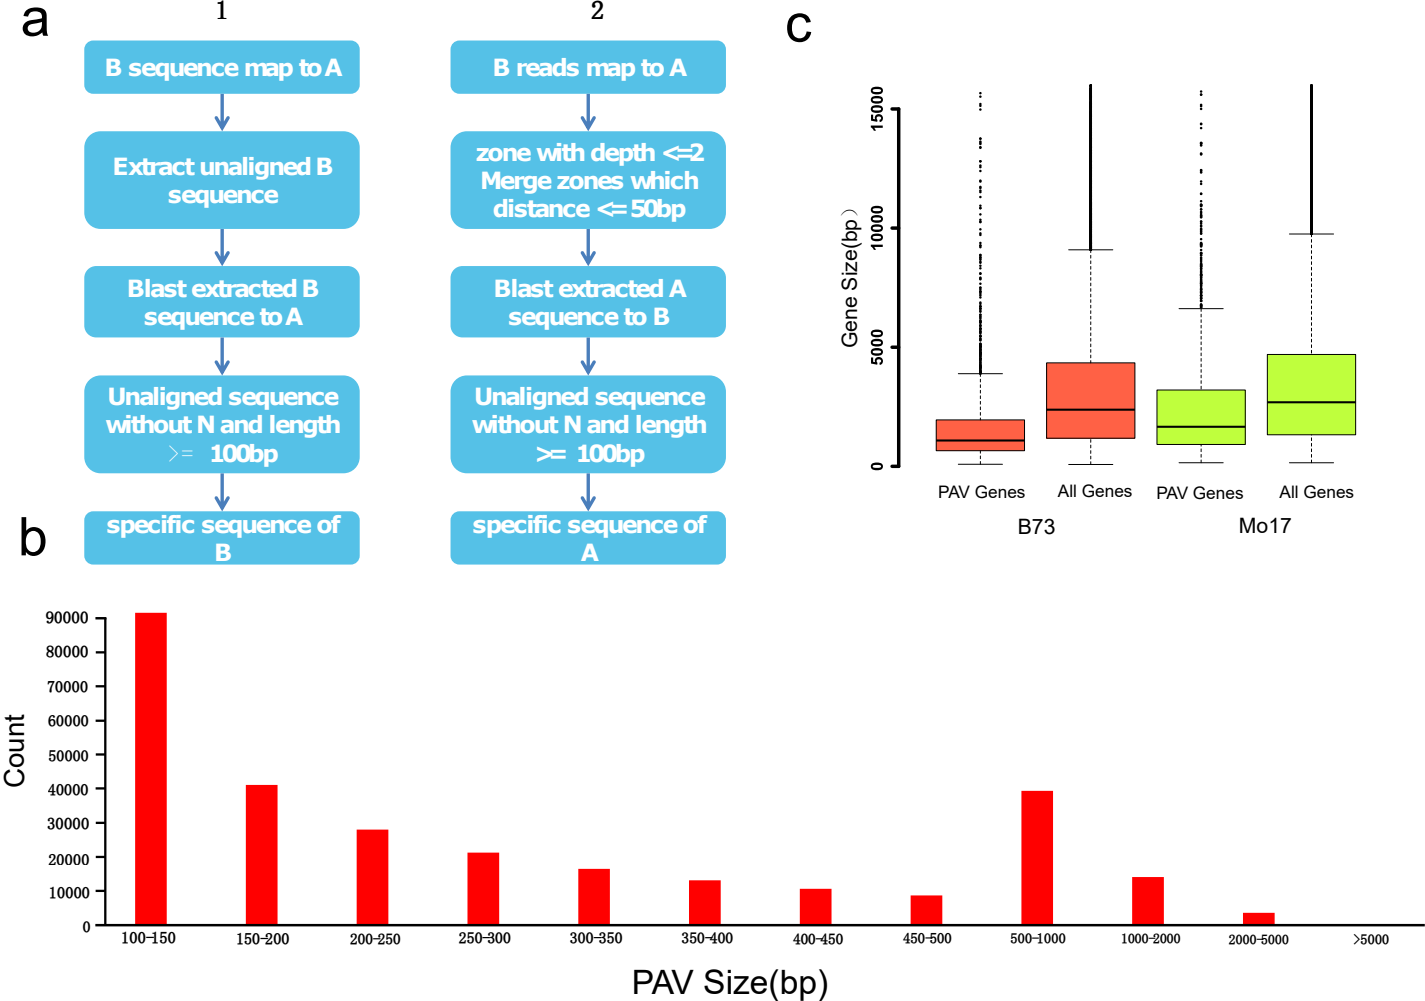 a
1
2
B sequence map to A
Extract unaligned B
sequence
Blast extracted B
sequence to A
Unaligned sequence
without N and length
>= 100bp
specific sequence of
B
B reads map to A
zone with depth <=2
Merge zones which
distance <= 50bp
Blast extracted A
sequence to B
Unaligned sequence
without N and length
>= 100bp
specific sequence of
A
c
Gene Size(bp）
15000
10000
5000
0
PAV Genes
All Genes
PAV Genes
All Genes
B73
Mo17
b
Count
90000
80000
70000
60000
50000
40000
30000
20000
10000
0
100-150
150-200
200-250
250-300
300-350
350-400
400-450
450-500
500-1000
1000-2000
2000-5000
>5000
PAV Size(bp)